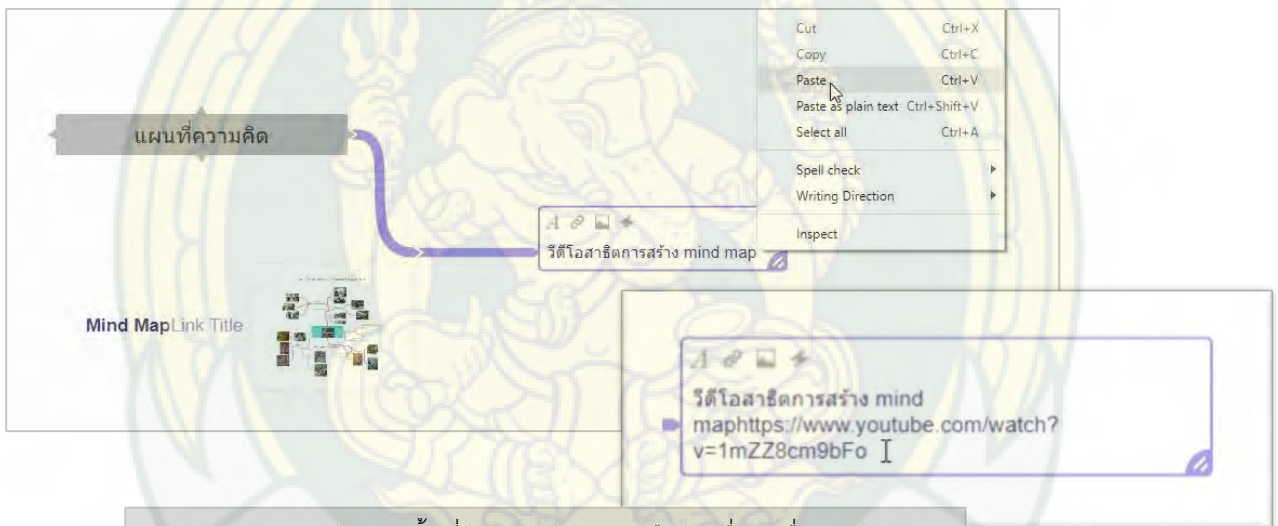 Cut Ctrl+X
Copy Ctrl+C
Paste Ctrl+V
Paste as plain text Ctrl+Shift+V
Select all Ctrl+A
Spell check
Writing Direction
Inspect
แผนที่ความคิด
วีดีโอสาธิตการสร้าง mind map
Mind MapLink Title
วีดีโอสาธิตการสร้าง mind
maphttps://www.youtube.com/watch?
v=1mZZ8cm9bFo